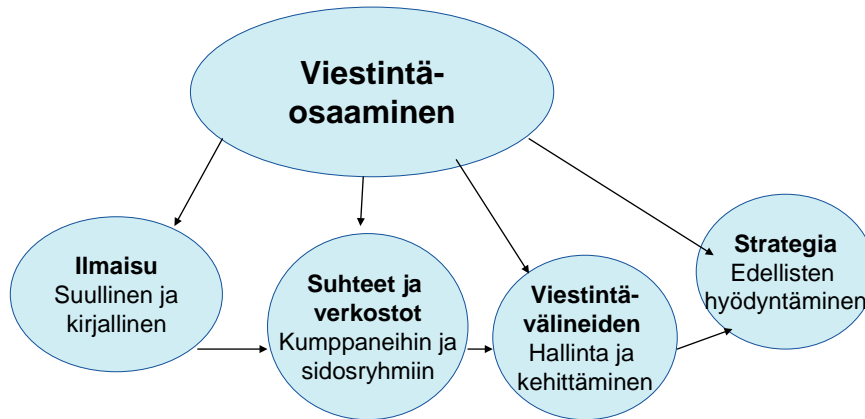 Viestintä-
osaaminen
Ilmaisu
Suullinen ja
kirjallinen
Suhteet ja
verkostot
Kumppaneihin ja
sidosryhmiin
Viestintä-
välineiden
Hallinta ja
kehittäminen
Strategia
Edellisten
hyödyntäminen